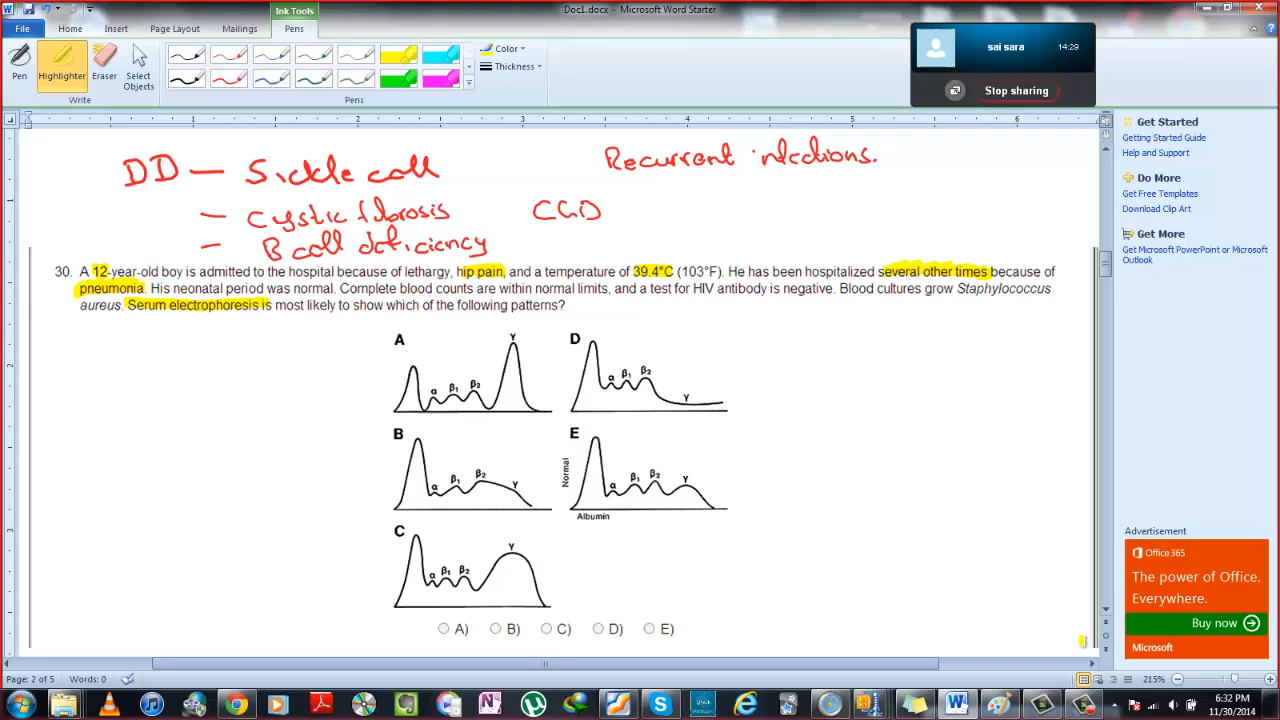 Ink Tools
Doc1.docx - Microsoft Word Starter
File Home Insert Page Layout Mailings Pens
Pen Highlighter Eraser Select Objects
Color
Thickness
Write Pens
sai sara 14:29
Stop sharing
1 2 3 4 5 6
DD — Sickle cell
Recurrent infections.
— Cystic fibrosis CGD
— B cell deficiency
30. A 12-year-old boy is admitted to the hospital because of lethargy, hip pain, and a temperature of 39.4°C (103°F). He has been hospitalized several other times because of
pneumonia. His neonatal period was normal. Complete blood counts are within normal limits, and a test for HIV antibody is negative. Blood cultures grow Staphylococcus
aureus. Serum electrophoresis is most likely to show which of the following patterns?
A α β1 β2 γ
D α β1 β2 γ
B α β1 β2 γ
E α β1 β2 γ
Normal
Albumin
C α β1 β2 γ
A) B) C) D) E)
Get Started
Getting Started Guide
Help and Support
Do More
Get Free Templates
Download Clip Art
More Info
Get Microsoft PowerPoint or Microsoft
Outlook
Advertisement
Office 365
The power of Office.
Everywhere.
Buy now
Microsoft
Page: 2 of 5 Words: 0
215%
6:32 PM
11/30/2014